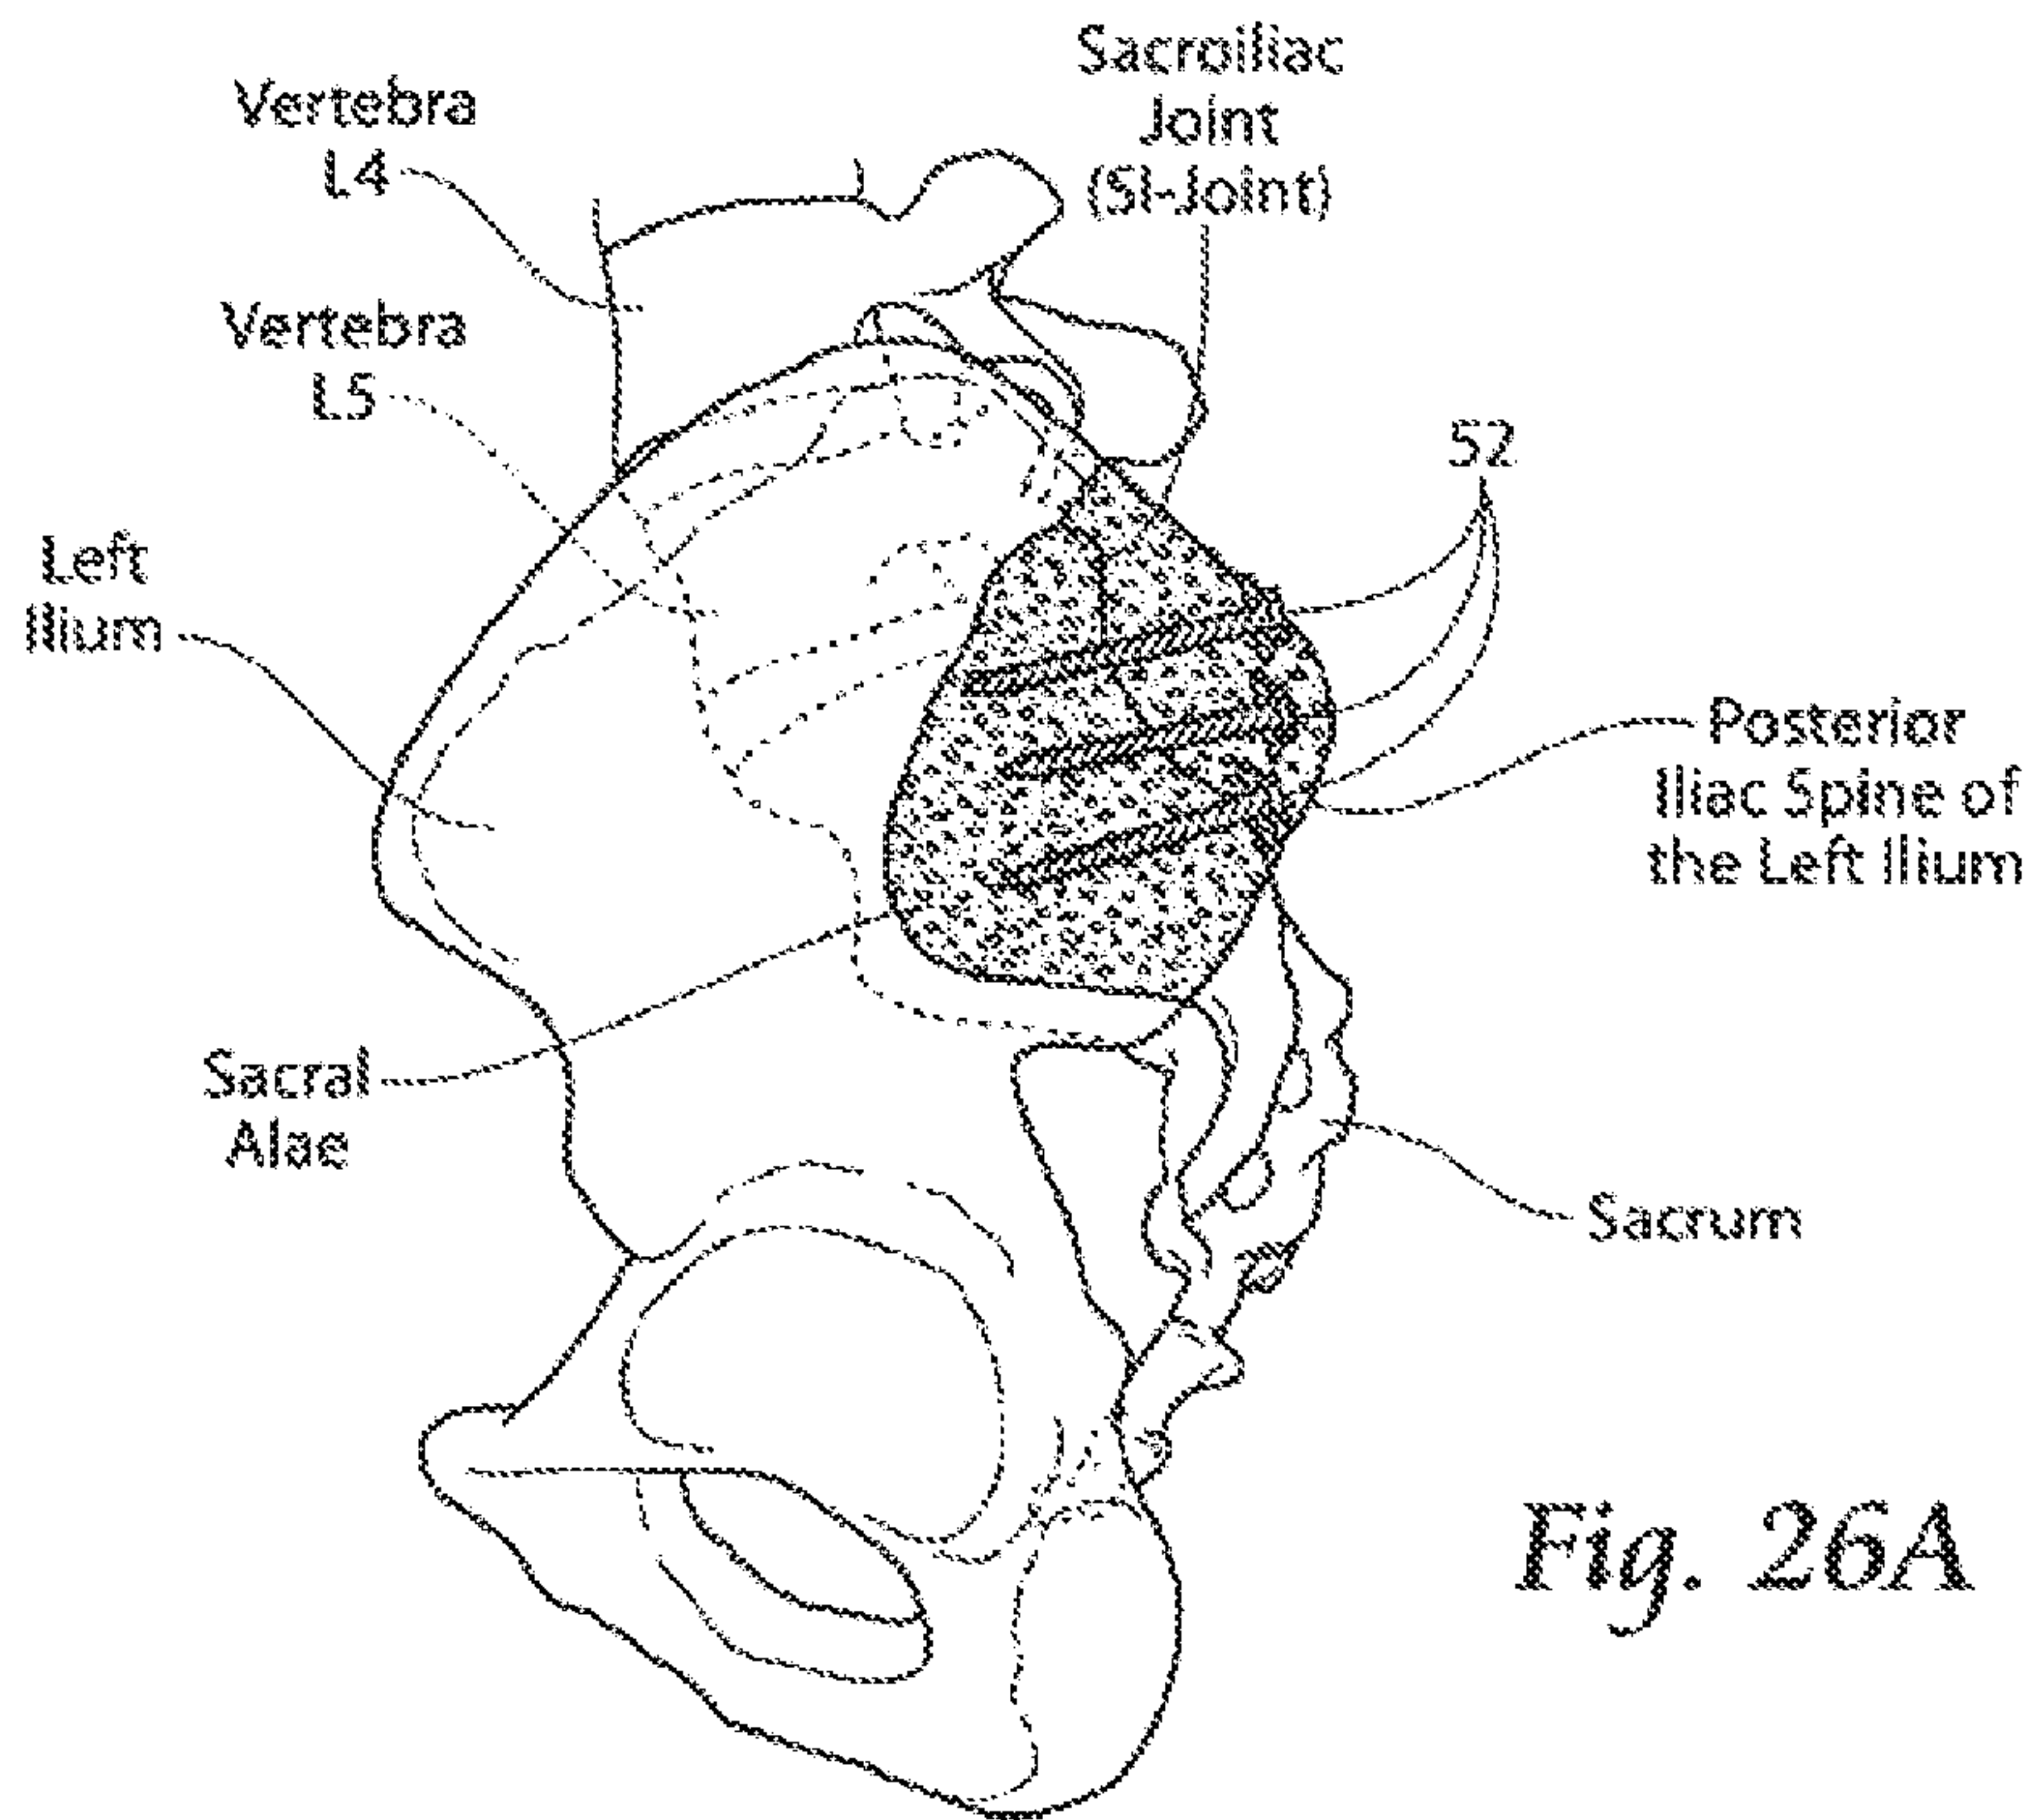 Sacroiliac
Joint
(SI-Joint)
Vertebra
L4
Vertebra
L5
52
Left
Ilium
Posterior
Iliac Spine of
the Left Ilium
Sacral
Alae
Sacrum
Fig. 26A